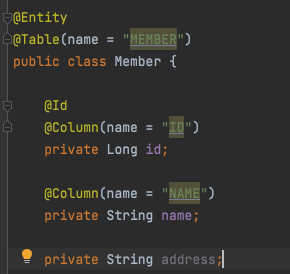 @Entity
@Table(name = "MEMBER")
public class Member {
@Id
@Column(name = "ID")
private Long id;
@Column(name = "NAME")
private String name;
private String address;